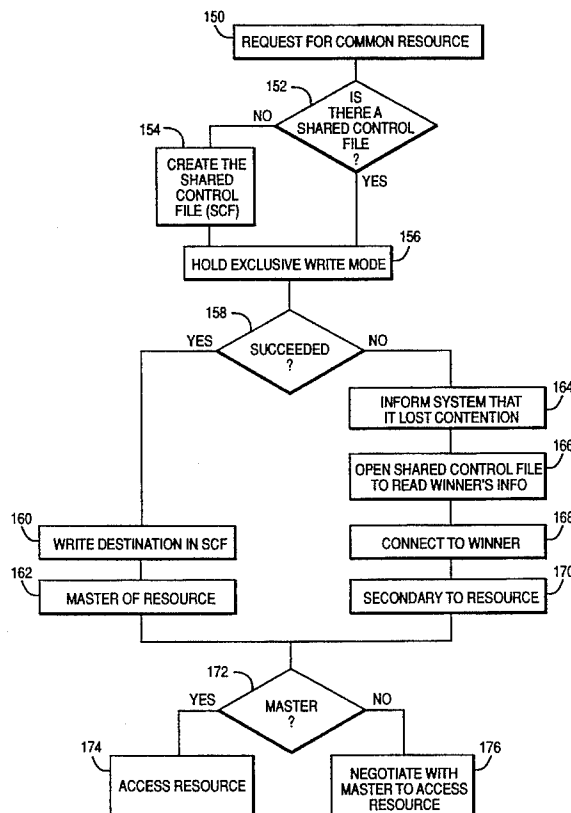 150
REQUEST FOR COMMON RESOURCE
152
IS
THERE A
SHARED CONTROL
FILE
?
NO
YES
154
CREATE THE
SHARED
CONTROL
FILE (SCF)
156
HOLD EXCLUSIVE WRITE MODE
158
SUCCEEDED
?
YES
NO
164
INFORM SYSTEM THAT
IT LOST CONTENTION
166
OPEN SHARED CONTROL FILE
TO READ WINNER'S INFO
160
WRITE DESTINATION IN SCF
168
CONNECT TO WINNER
162
MASTER OF RESOURCE
170
SECONDARY TO RESOURCE
172
MASTER
?
YES
NO
174
ACCESS RESOURCE
176
NEGOTIATE WITH
MASTER TO ACCESS
RESOURCE